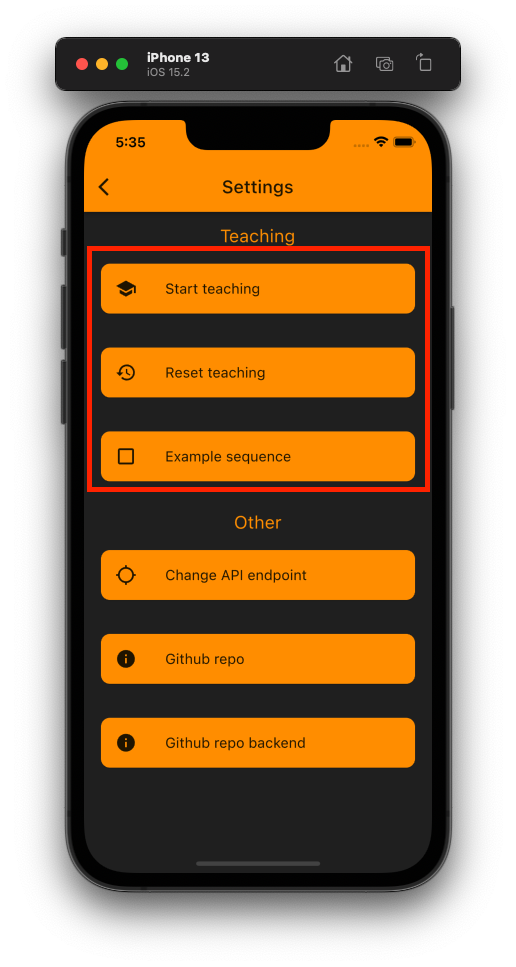 iPhone 13
iOS 15.2
5:35
Settings
Teaching
Start teaching
Reset teaching
Example sequence
Other
Change API endpoint
Github repo
Github repo backend